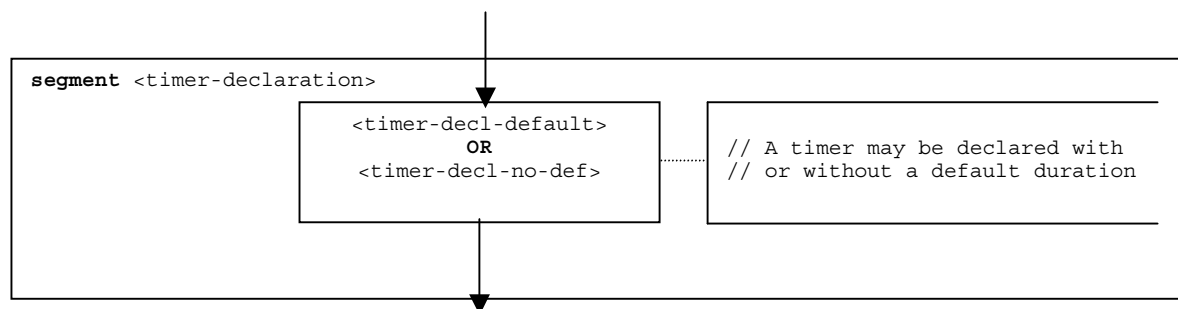 segment <timer-declaration>
<timer-decl-default>
OR
<timer-decl-no-def>
// A timer may be declared with
// or without a default duration